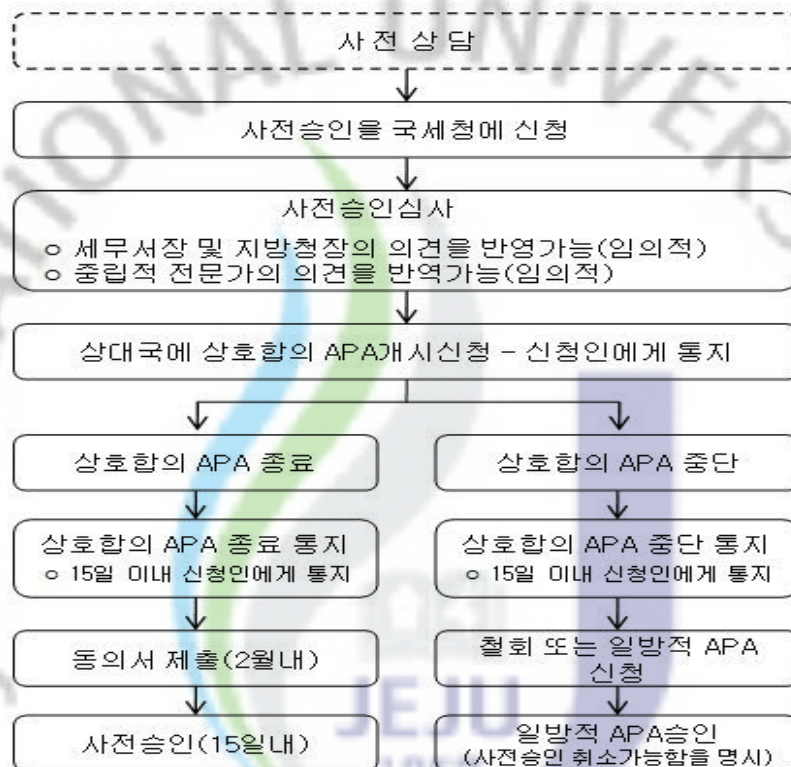 사전상담
사전승인을 국세청에 신청
사전승인심사
ㅇ 세무서장 및 지방청장의 의견을 반영가능(임의적)
ㅇ 중립적 전문가의 의견을 반역가능(임의적)
상대국에 상호합의 APA개시신청 – 신청인에게 통지
상호합의 APA 종료
상호합의 APA 종료 통지
ㅇ 15일 이내 신청인에게 통지
동의서 제출(2월내)
사전승인(15일내)
상호합의 APA 중단
상호합의 APA 중단 통지
ㅇ 15일 이내 신청인에게 통지
철회 또는 일방적 APA
신청
일방적 APA승인
(사전승인 취소가능함을 명시)
NATIONAL UNIVERS
JEJU